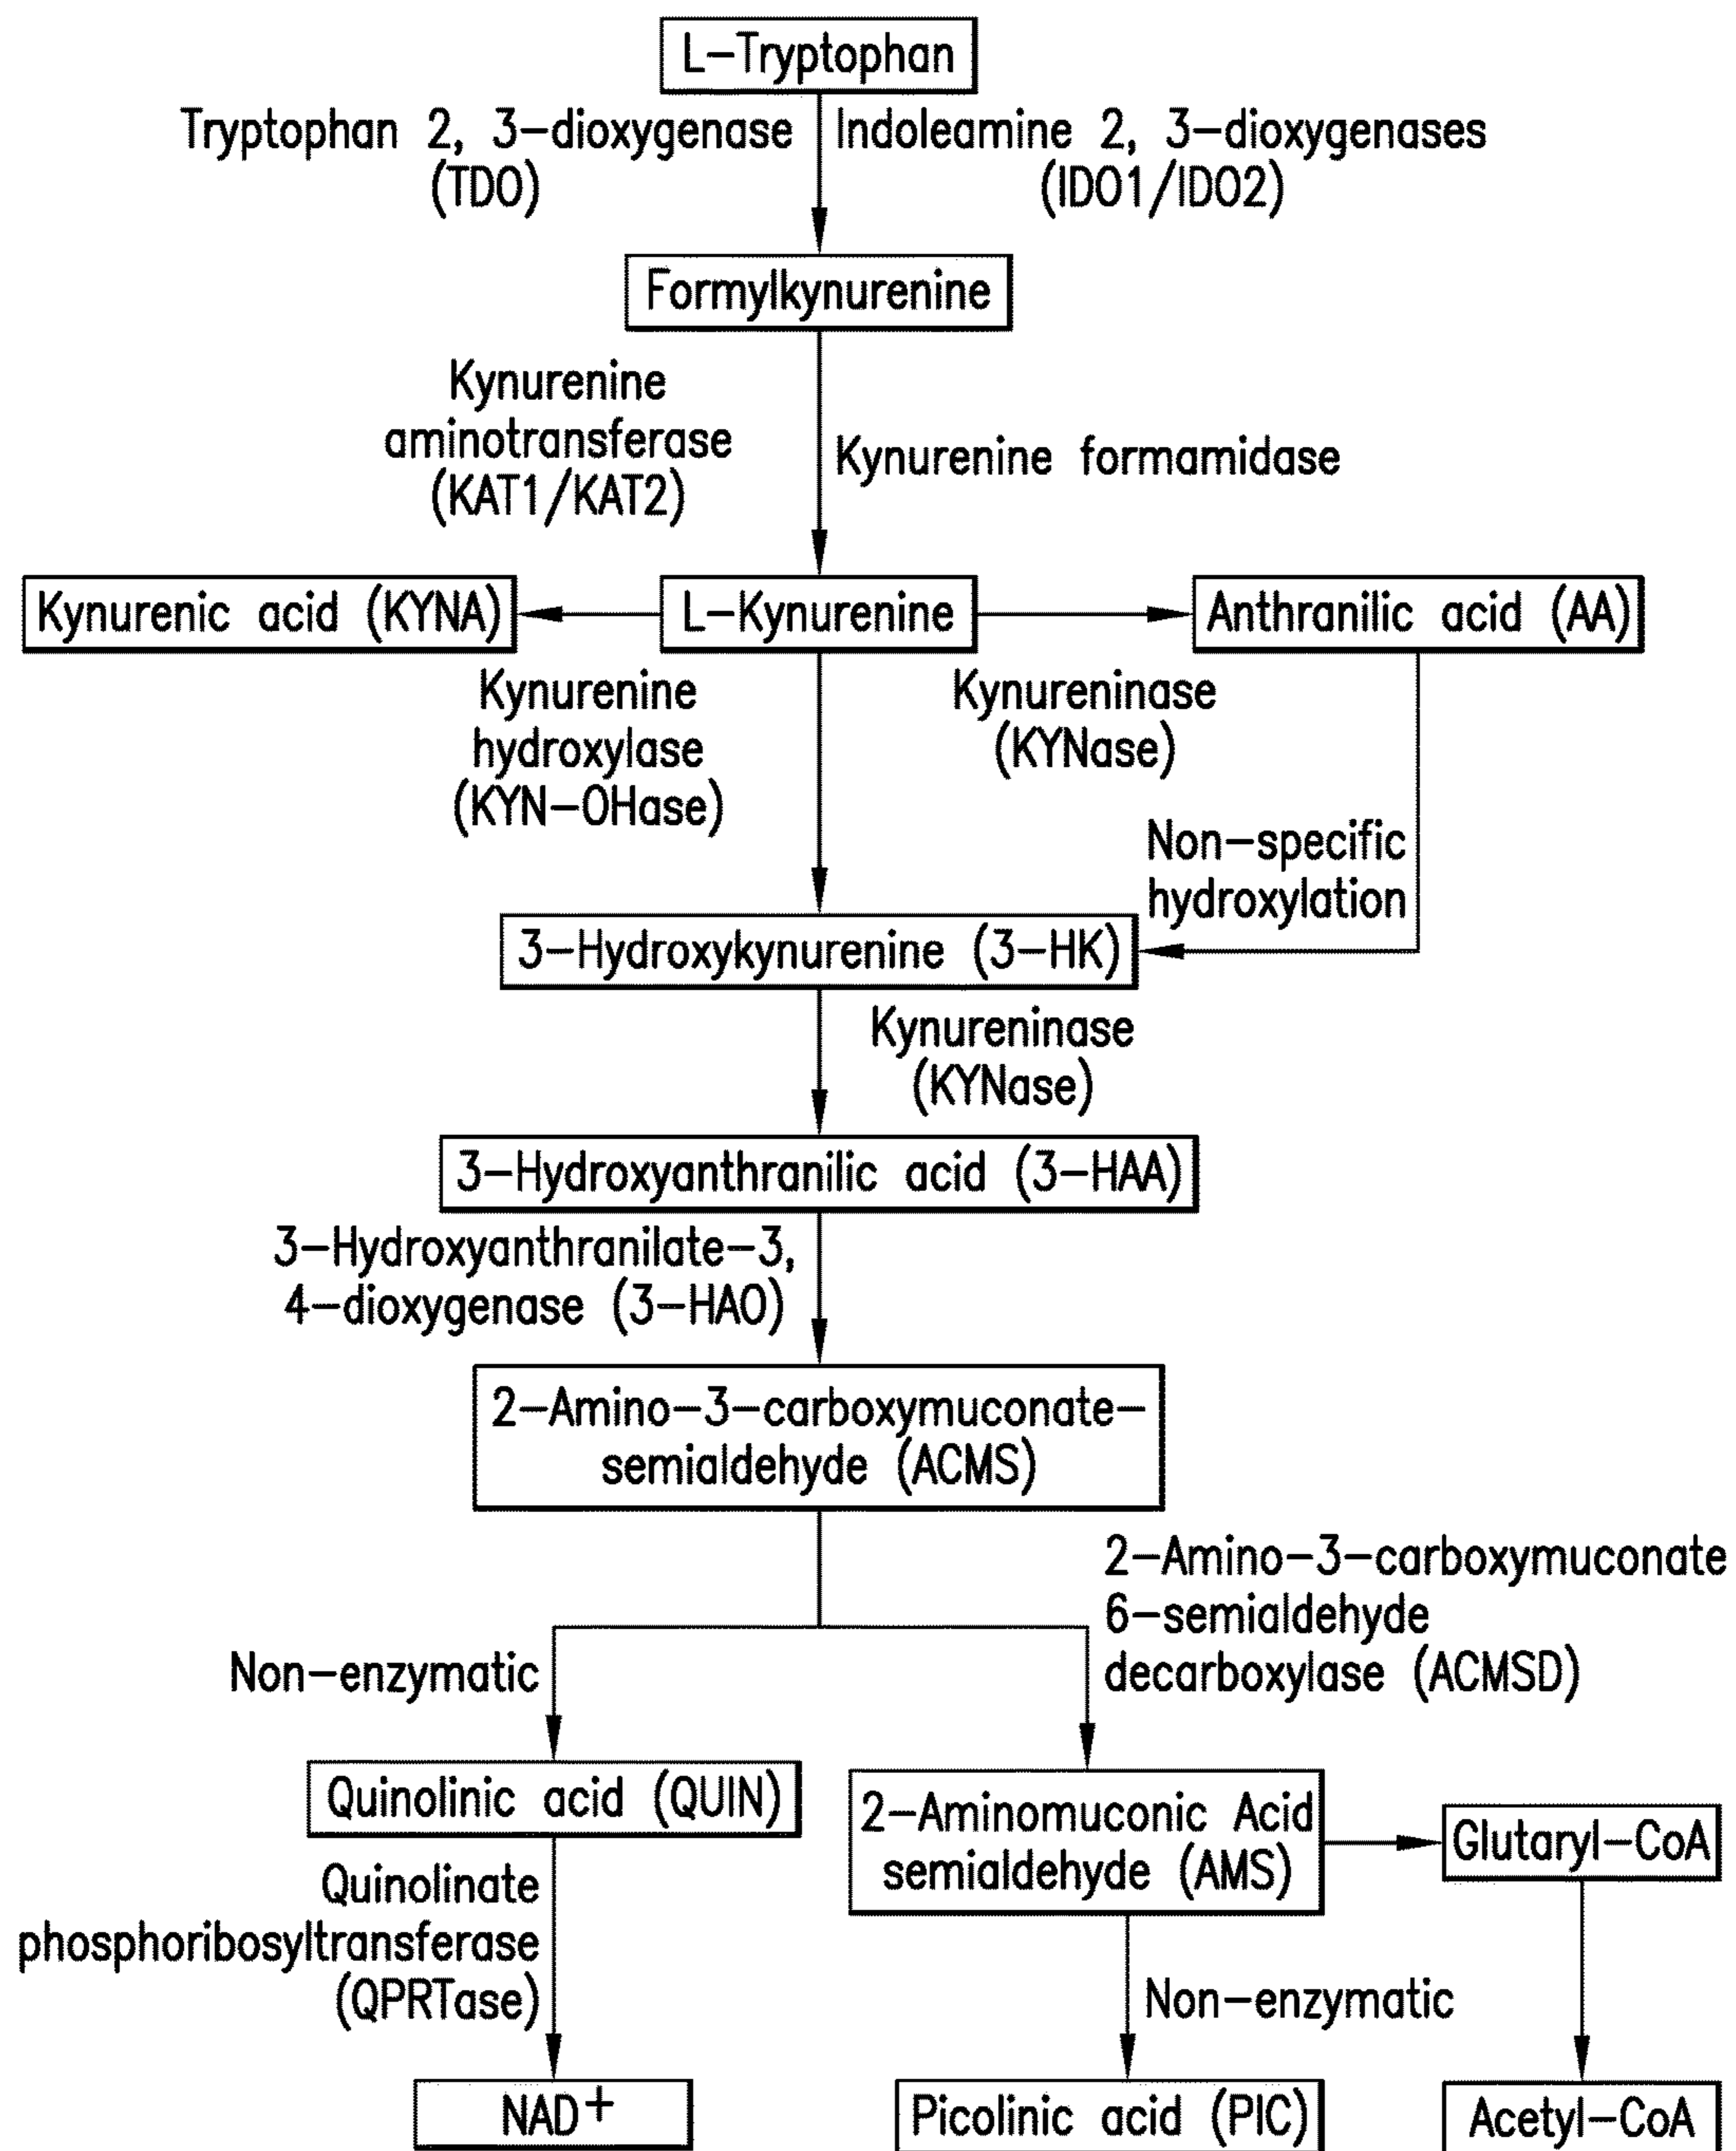 L-Tryptophan
Tryptophan 2, 3-dioxygenase
(TDO)
Indoleamine 2, 3-dioxygenases
(IDO1/IDO2)
Formylkynurenine
Kynurenine
aminotransferase
(KAT1/KAT2)
Kynurenine formamidase
Kynurenic acid (KYNA)
L-Kynurenine
Anthranilic acid (AA)
Kynurenine
hydroxylase
(KYN-OHase)
Kynureninase
(KYNase)
Non-specific
hydroxylation
3-Hydroxykynurenine (3-HK)
Kynureninase
(KYNase)
3-Hydroxyanthranilic acid (3-HAA)
3-Hydroxyanthranilate-3,
4-dioxygenase (3-HAO)
2-Amino-3-carboxymuconate-
semialdehyde (ACMS)
Non-enzymatic
2-Amino-3-carboxymuconate
6-semialdehyde
decarboxylase (ACMSD)
Quinolinic acid (QUIN)
2-Aminomuconic Acid
semialdehyde (AMS)
Glutaryl-CoA
Quinolinate
phosphoribosyltransferase
(QPRTase)
Non-enzymatic
NAD+
Picolinic acid (PIC)
Acetyl-CoA